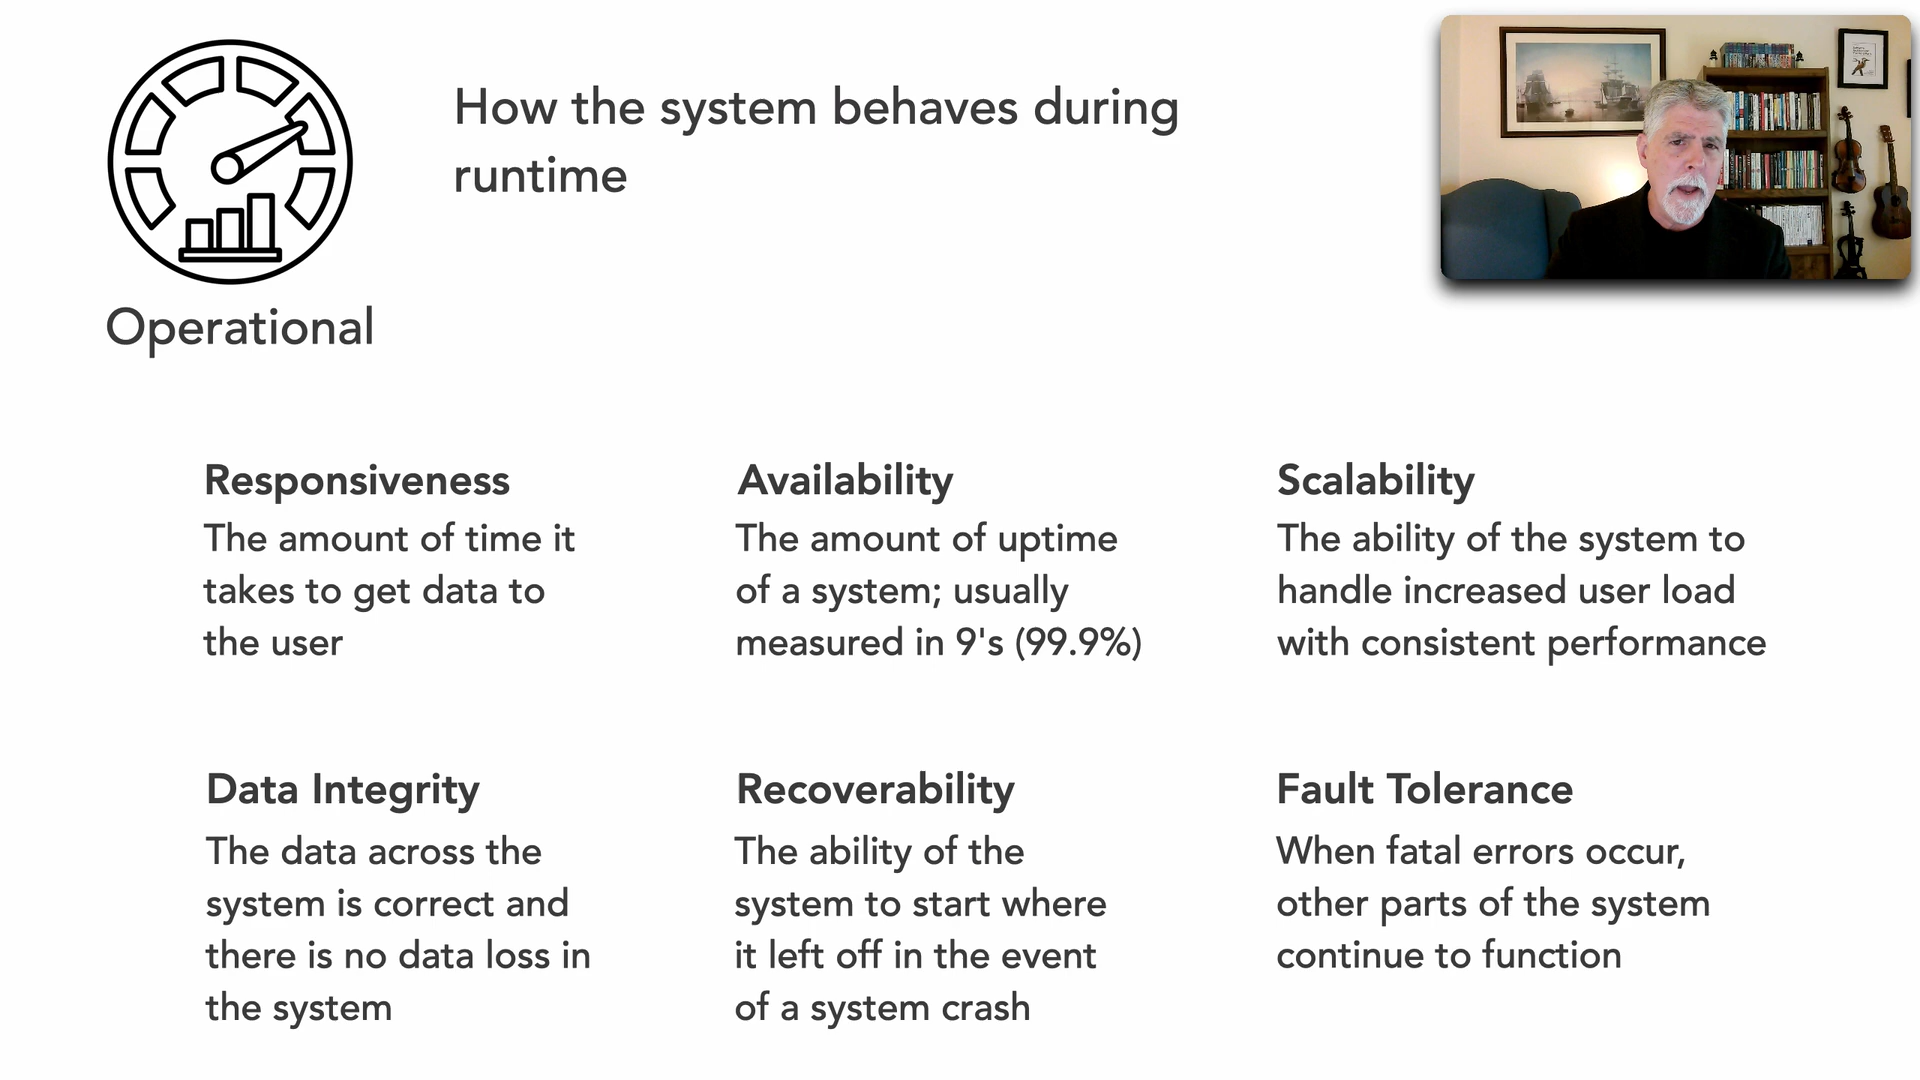 How the system behaves during
runtime
Operational
Responsiveness
The amount of time it
takes to get data to
the user
Availability
The amount of uptime
of a system; usually
measured in 9's (99.9%)
Scalability
The ability of the system to
handle increased user load
with consistent performance
Data Integrity
The data across the
system is correct and
there is no data loss in
the system
Recoverability
The ability of the
system to start where
it left off in the event
of a system crash
Fault Tolerance
When fatal errors occur,
other parts of the system
continue to function